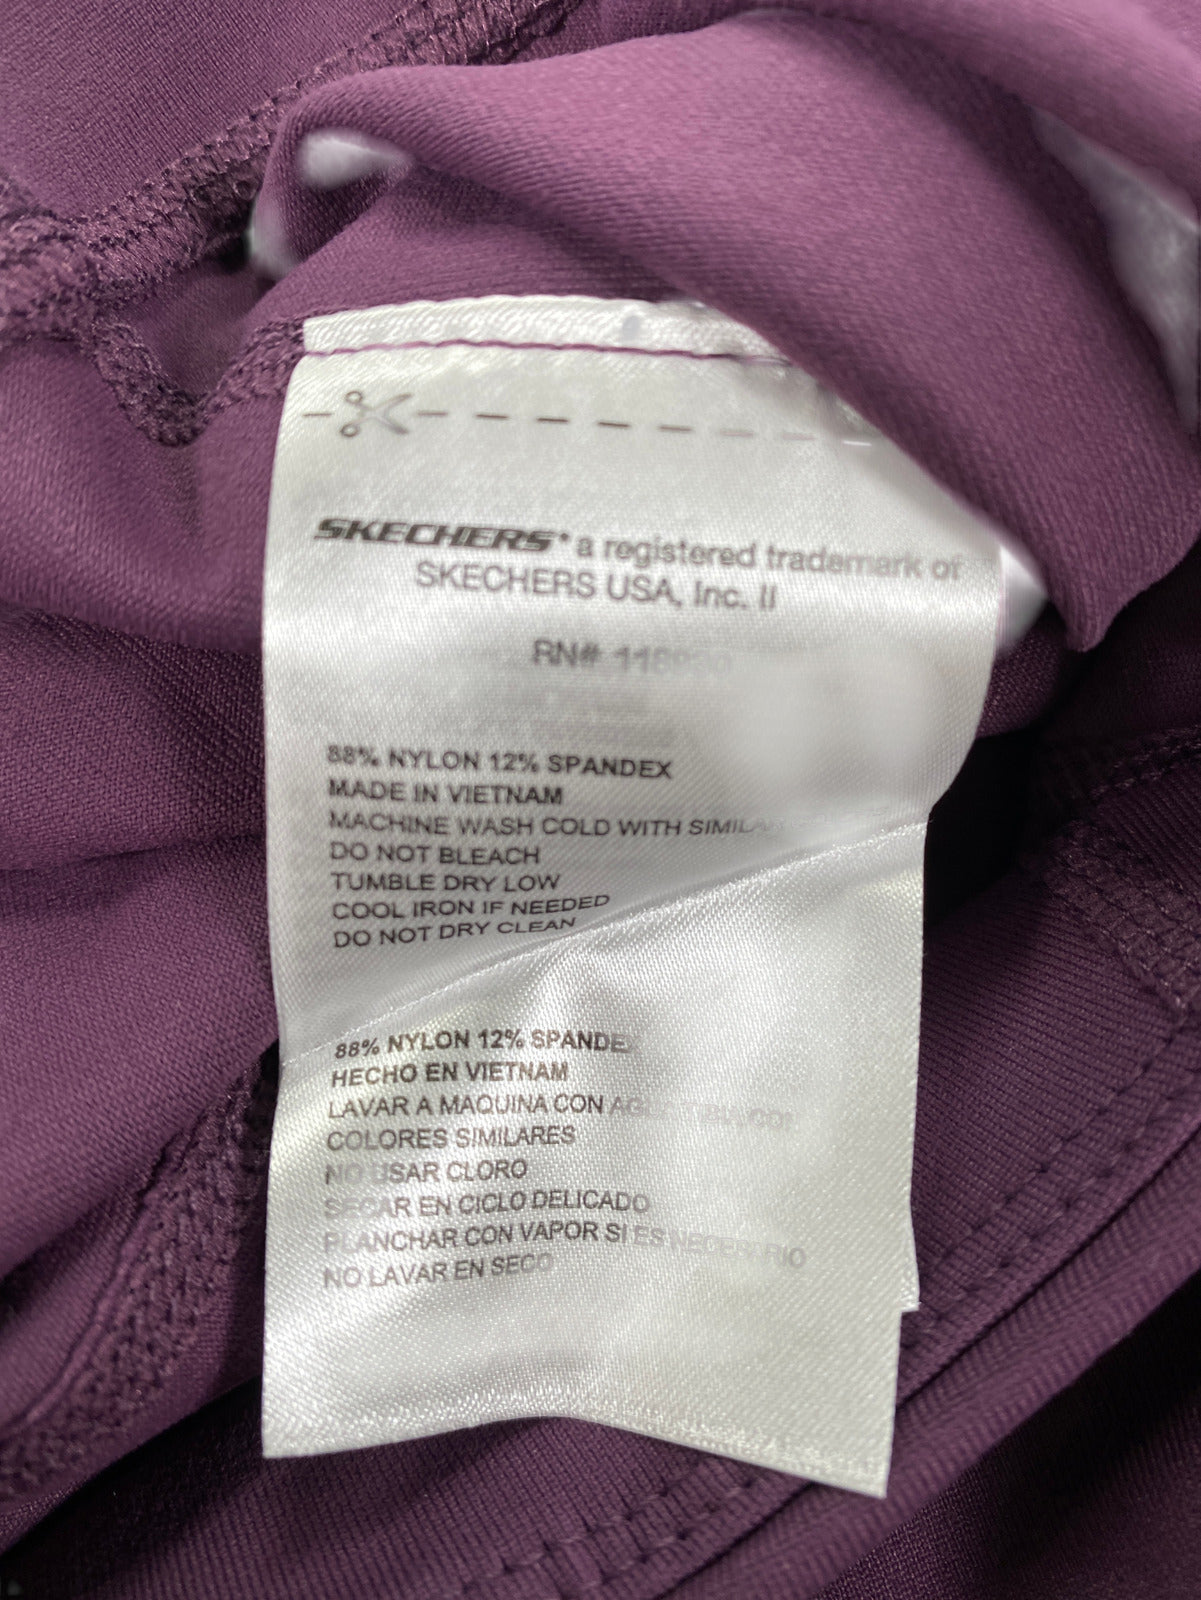 SKECHERS® a registered trademark of
SKECHERS USA, Inc. II
RN#
88% NYLON 12% SPANDEX
MADE IN VIETNAM
MACHINE WASH COLD WITH SIMILAR
DO NOT BLEACH
TUMBLE DRY LOW
COOL IRON IF NEEDED
DO NOT DRY CLEAN
88% NYLON 12% SPANDEX
HECHO EN VIETNAM
LAVAR A MAQUINA CON
COLORES SIMILARES
NO USAR CLORO
SECAR EN CICLO DELICADO
PLANCHAR CON VAPOR SI ES NECESARIO
NO LAVAR EN SECO